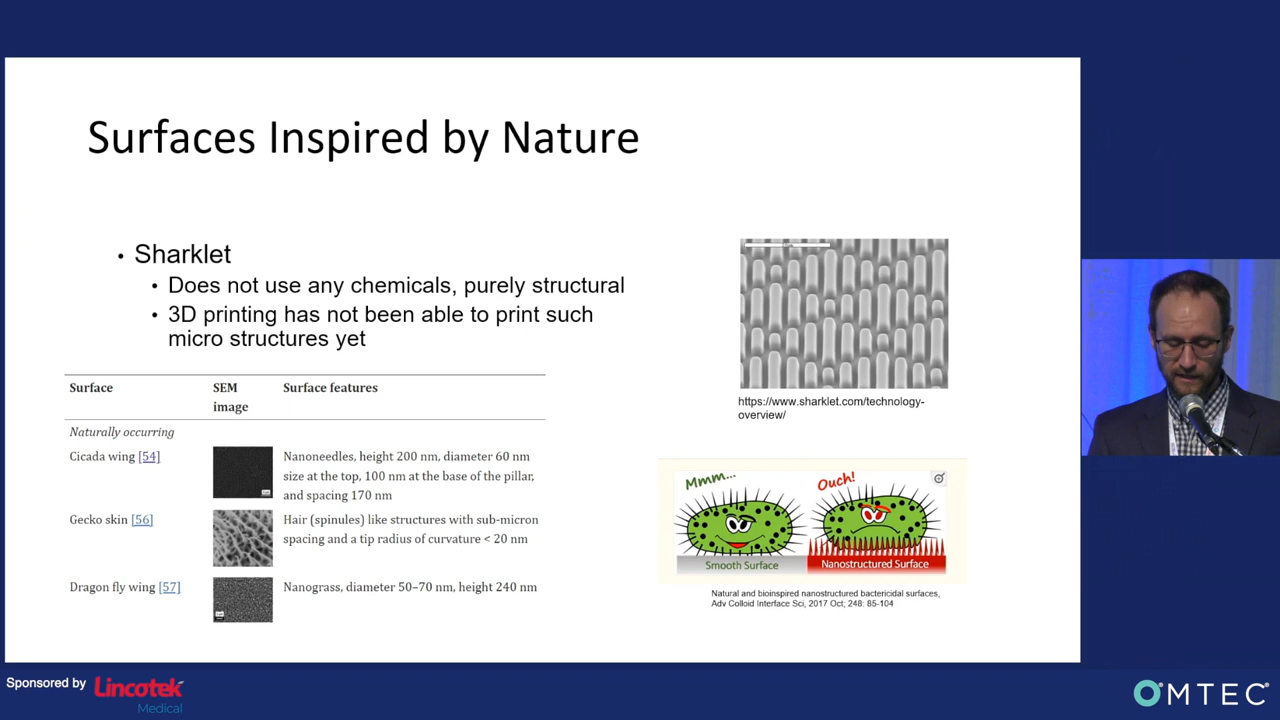 Surfaces Inspired by Nature
• Sharklet
• Does not use any chemicals, purely structural
• 3D printing has not been able to print such
micro structures yet
Surface SEM Surface features
image
Naturally occurring
Cicada wing [54] Nanoneedles, height 200 nm, diameter 60 nm
size at the top, 100 nm at the base of the pillar,
and spacing 170 nm
Gecko skin [56] Hair (spinules) like structures with sub-micron
spacing and a tip radius of curvature < 20 nm
Dragon fly wing [57] Nanograss, diameter 50–70 nm, height 240 nm
https://www.sharklet.com/technology-
overview/
Mmm... Ouch!
Smooth Surface Nanostructured Surface
Natural and bioinspired nanostructured bactericidal surfaces,
Adv Colloid Interface Sci, 2017 Oct; 248: 85-104
Sponsored by Lincotek
Medical
OMTEC